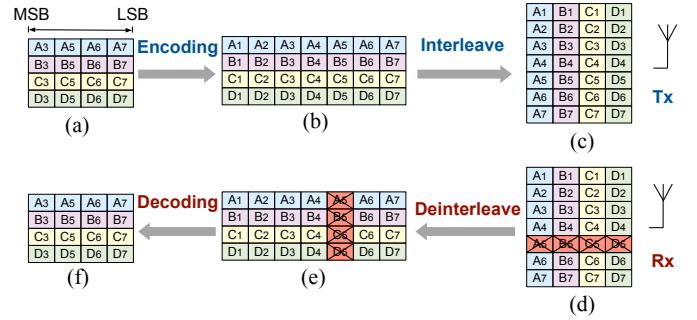 MSB LSB
A3 A5 A6 A7
B3 B5 B6 B7
C3 C5 C6 C7
D3 D5 D6 D7
(a)
Encoding
A1 A2 A3 A4 A5 A6 A7
B1 B2 B3 B4 B5 B6 B7
C1 C2 C3 C4 C5 C6 C7
D1 D2 D3 D4 D5 D6 D7
(b)
Interleave
A1 B1 C1 D1
A2 B2 C2 D2
A3 B3 C3 D3
A4 B4 C4 D4
A5 B5 C5 D5
A6 B6 C6 D6
A7 B7 C7 D7
(c)
Tx
A1 B1 C1 D1
A2 B2 C2 D2
A3 B3 C3 D3
A4 B4 C4 D4
A5 B5 C5 D5
A6 B6 C6 D6
A7 B7 C7 D7
(d)
Rx
Deinterleave
A1 A2 A3 A4 A5 A6 A7
B1 B2 B3 B4 B5 B6 B7
C1 C2 C3 C4 C5 C6 C7
D1 D2 D3 D4 D5 D6 D7
(e)
Decoding
A3 A5 A6 A7
B3 B5 B6 B7
C3 C5 C6 C7
D3 D5 D6 D7
(f)